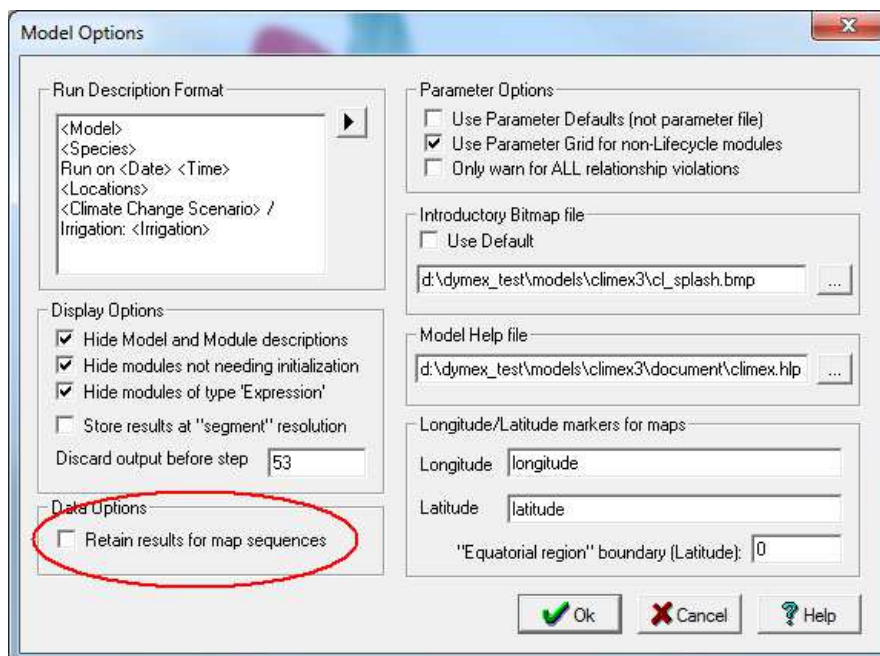 Model Options
Run Description Format
<Model>
<Species>
Run on <Date> <Time>
<Locations>
<Climate Change Scenario> /
Irrigation: <Irrigation>
Display Options
Hide Model and Module descriptions
Hide modules not needing initialization
Hide modules of type 'Expression'
Store results at "segment" resolution
Discard output before step 53
Data Options
Retain results for map sequences
Parameter Options
Use Parameter Defaults (not parameter file)
Use Parameter Grid for non-Lifecycle modules
Only warn for ALL relationship violations
Introductory Bitmap file
Use Default
d:\dymex_test\models\climex3\cl_splash.bmp ...
Model Help file
d:\dymex_test\models\climex3\document\climex.hlp ...
Longitude/Latitude markers for maps
Longitude longitude
Latitude latitude
"Equatorial region" boundary (Latitude): 0
Ok Cancel ? Help